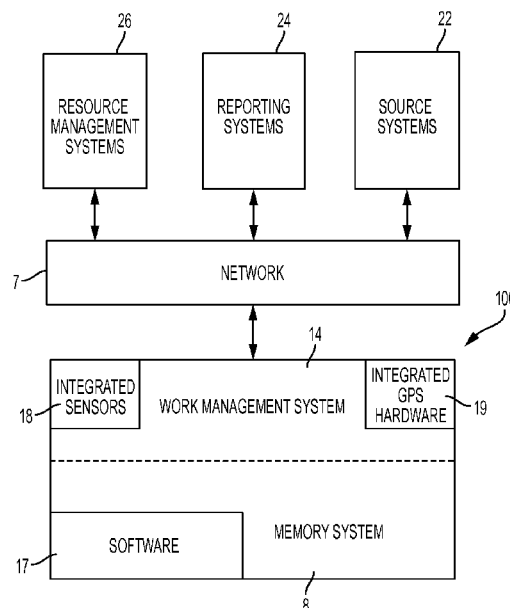 26
24
22
RESOURCE
MANAGEMENT
SYSTEMS
REPORTING
SYSTEMS
SOURCE
SYSTEMS
7
NETWORK
100
14
INTEGRATED
SENSORS
18
WORK MANAGEMENT SYSTEM
INTEGRATED
GPS
HARDWARE
19
SOFTWARE
MEMORY SYSTEM
17
8